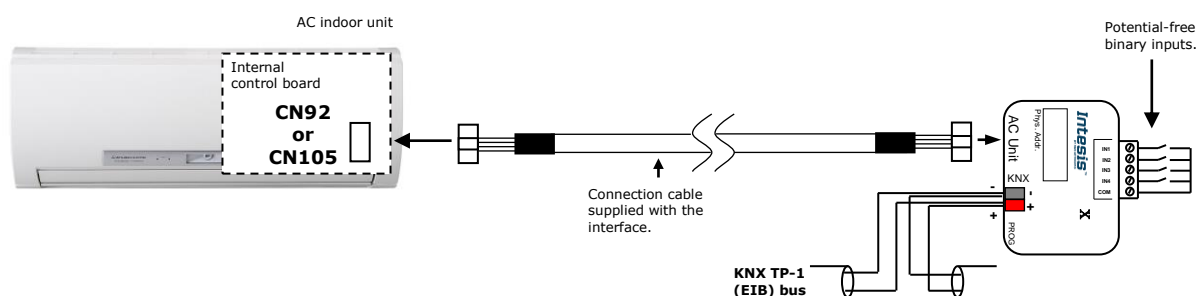 AC indoor unit
Internal
control board
CN92
or
CN105
Connection cable
supplied with the
interface.
Potential-free
binary inputs.
AC Unit
Phys. Addr.
Intesis™
IN1
IN2
IN3
IN4
COM
KNX
-
-
+
+
PROG
X
KNX TP-1
(EIB) bus